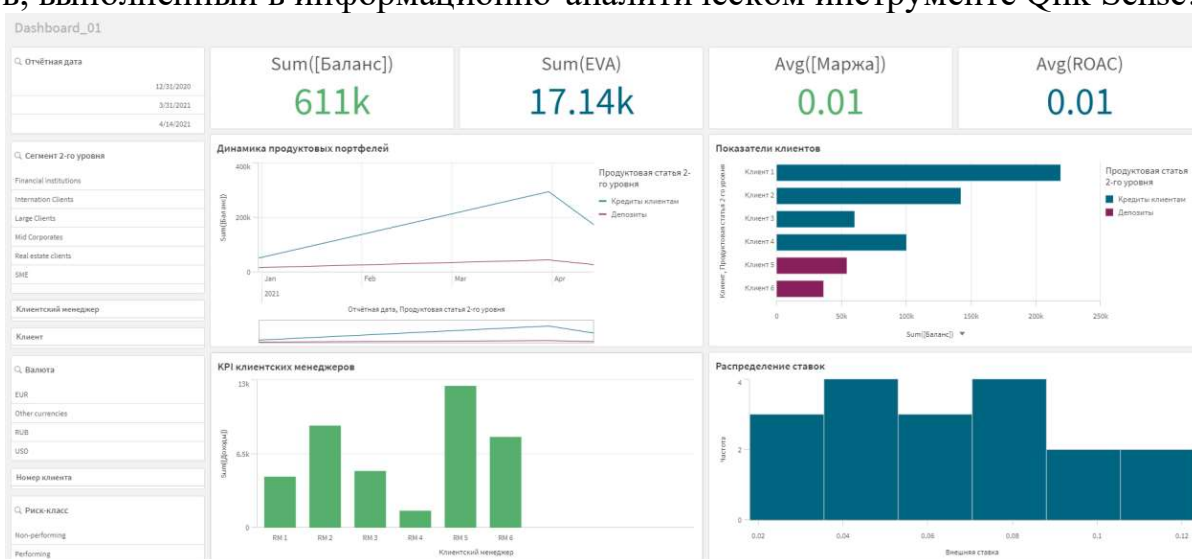 в, выполненный в информационно-аналитическом инструменте Qlik Sense.
Dashboard_01
Отчётная дата
12/31/2020
3/31/2021
4/14/2021
Сегмент 2-го уровня
Financial institutions
Internation Clients
Large Clients
Mid Corporates
Real estate clients
SME
Клиентский менеджер
Клиент
Валюта
EUR
Other currencies
RUB
USD
Номер клиента
Риск-класс
Non-performing
Performing
Sum([Баланс])
611k
Sum(EVA)
17.14k
Avg([Маржа])
0.01
Avg(ROAC)
0.01
Динамика продуктовых портфелей
Sum([Баланс])
400k
200k
0
Jan
Feb
Mar
Apr
2021
Отчётная дата, Продуктовая статья 2-го уровня
Продуктовая статья 2-
го уровня
Кредиты клиентам
Депозиты
Показатели клиентов
Клиент, Продуктовая статья 2-го уровня
Клиент 1
Клиент 2
Клиент 3
Клиент 4
Клиент 5
Клиент 6
0
50k
100k
150k
200k
250k
Sum([Баланс])
Продуктовая статья
2-го уровня
Кредиты клиентам
Депозиты
KPI клиентских менеджеров
Sum([Доходы])
13k
6.5k
0
RM 1
RM 2
RM 3
RM 4
RM 5
RM 6
Клиентский менеджер
Распределение ставок
Частота
4
2
0
0.02
0.04
0.06
0.08
0.1
0.12
Внешняя ставка